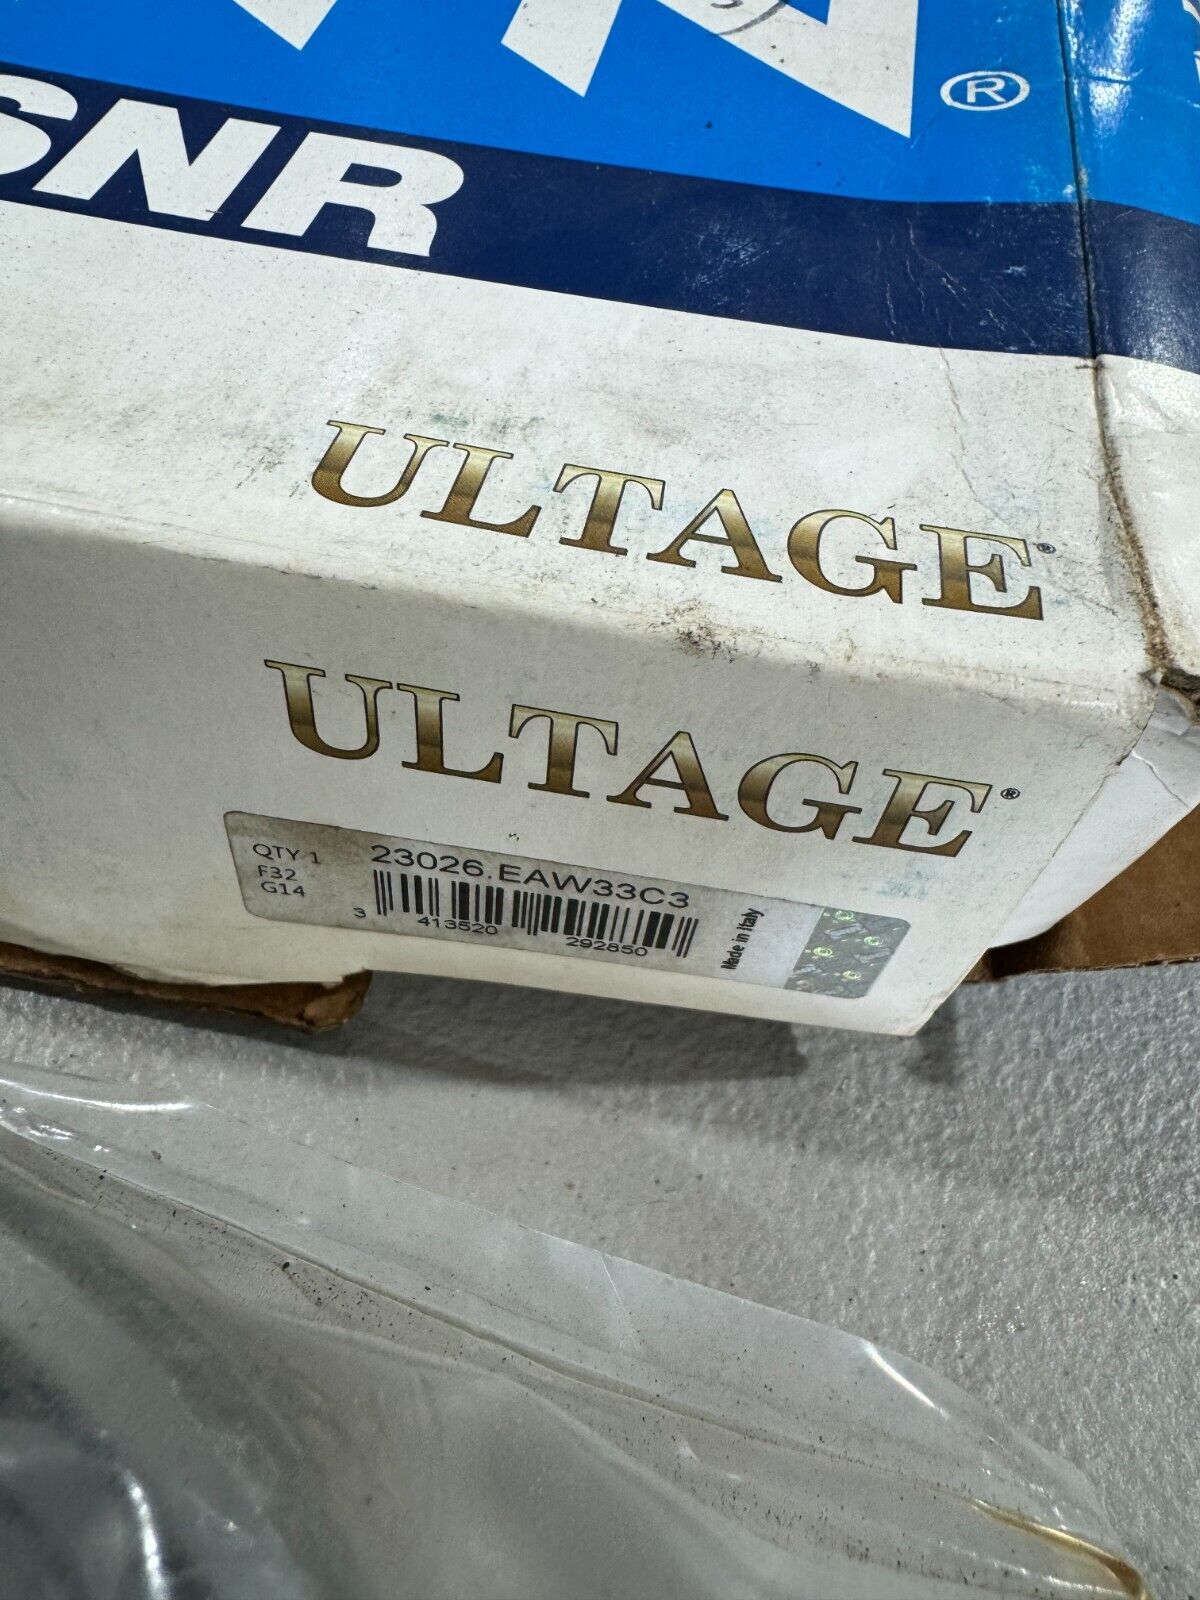 ®
SNR
ULTAGE®
ULTAGE®
QTY 1 23026.EAW33C3
F32
G14
3 413520 292850
Made in Italy